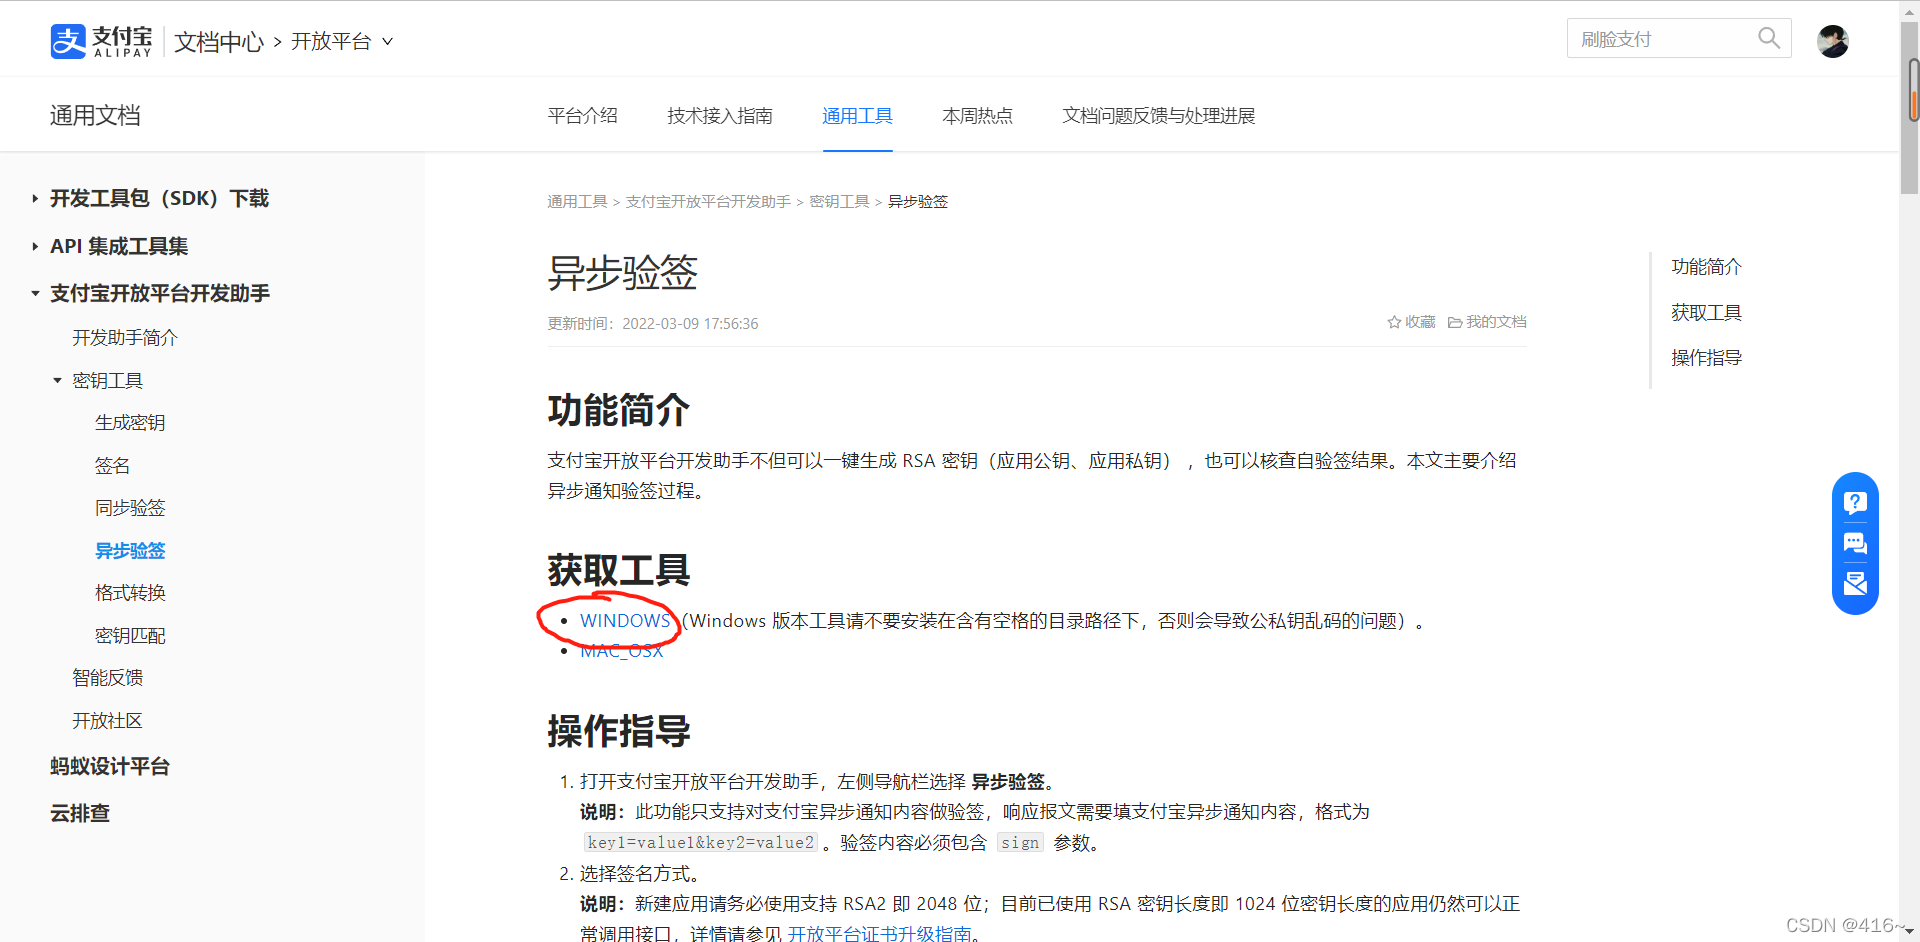 支付宝 ALIPAY 文档中心 > 开放平台
刷脸支付
通用文档
平台介绍 技术接入指南 通用工具 本周热点 文档问题反馈与处理进展
开发工具包（SDK）下载
API 集成工具集
支付宝开放平台开发助手
开发助手简介
密钥工具
生成密钥
签名
同步验签
异步验签
格式转换
密钥匹配
智能反馈
开放社区
蚂蚁设计平台
云排查
通用工具 > 支付宝开放平台开发助手 > 密钥工具 > 异步验签
异步验签
更新时间：2022-03-09 17:56:36
收藏 我的文档
功能简介
支付宝开放平台开发助手不但可以一键生成 RSA 密钥（应用公钥、应用私钥），也可以核查自验签结果。本文主要介绍
异步通知验签过程。
获取工具
WINDOWS（Windows 版本工具请不要安装在含有空格的目录路径下，否则会导致公私钥乱码的问题）。
MAC_OSX
操作指导
1. 打开支付宝开放平台开发助手，左侧导航栏选择 异步验签。
说明：此功能只支持对支付宝异步通知内容做验签，响应报文需要填支付宝异步通知内容，格式为
key1=value1&key2=value2。验签内容必须包含 sign 参数。
2. 选择签名方式。
说明：新建应用请务必使用支持 RSA2 即 2048 位；目前已使用 RSA 密钥长度即 1024 位密钥长度的应用仍然可以正
常调用接口，详情请参见 开放平台证书升级指南。
功能简介
获取工具
操作指导
CSDN @416~